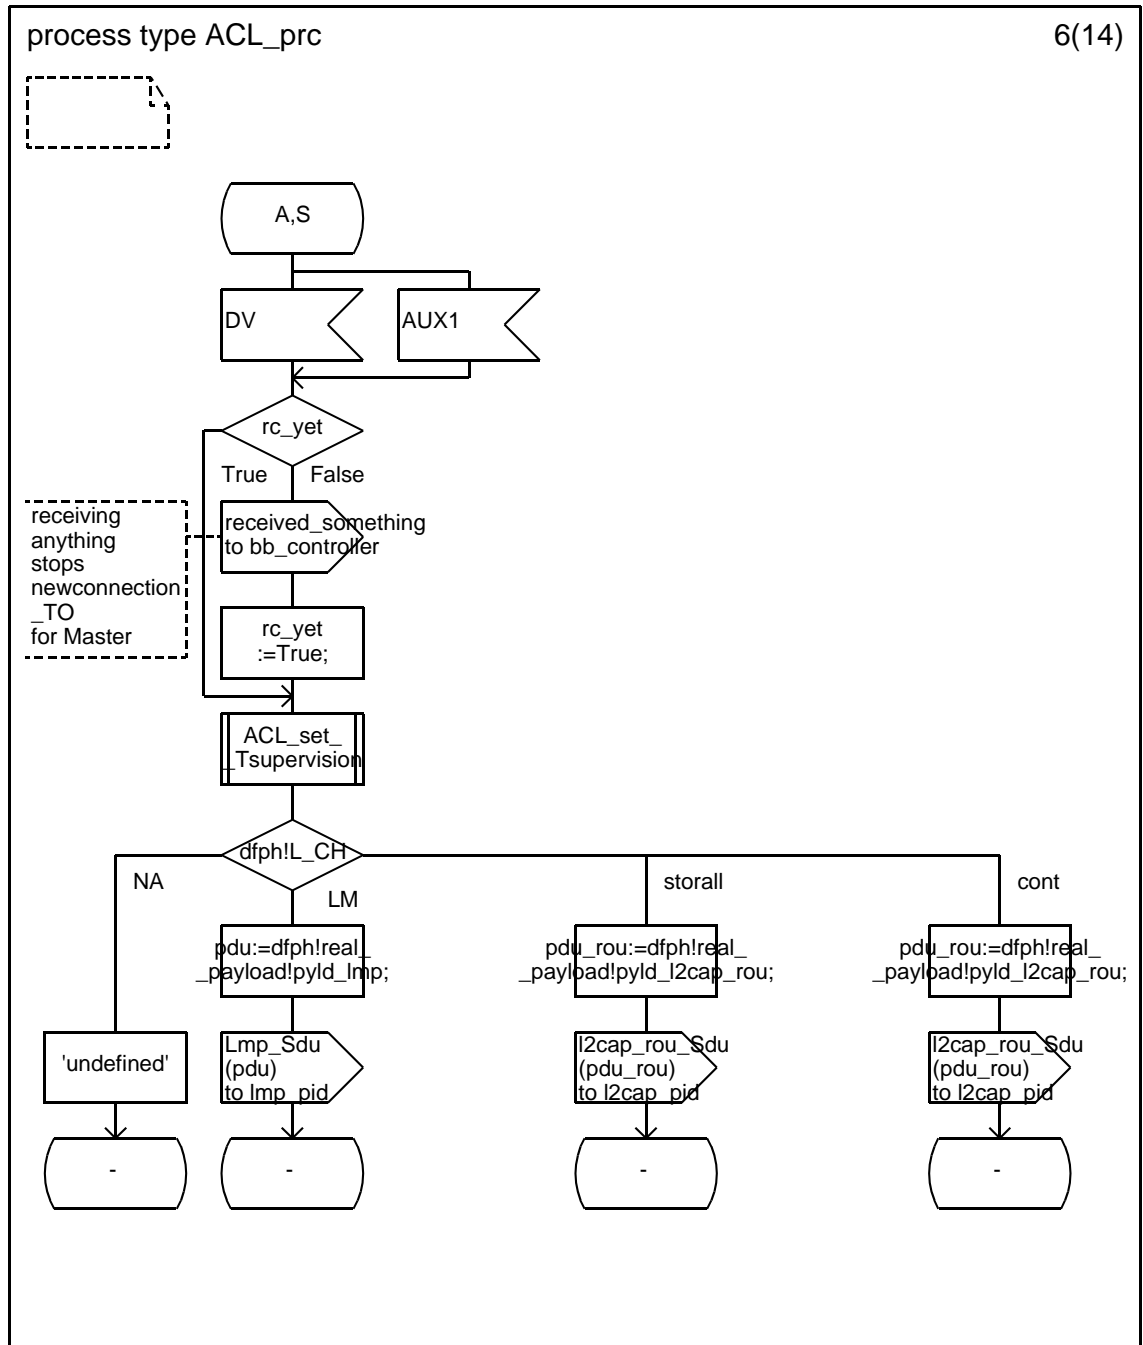 process type ACL_prc
6(14)
A,S
DV
AUX1
rc_yet
True
False
receiving
anything
stops
newconnection
_TO
for Master
received_something
to bb_controller
rc_yet
:=True;
ACL_set_
_Tsupervision
dfph!L_CH
NA
LM
storall
cont
pdu:=dfph!real_
_payload!pyld_lmp;
pdu_rou:=dfph!real_
_payload!pyld_l2cap_rou;
pdu_rou:=dfph!real_
_payload!pyld_l2cap_rou;
'undefined'
Lmp_Sdu
(pdu)
to lmp_pid
l2cap_rou_Sdu
(pdu_rou)
to l2cap_pid
l2cap_rou_Sdu
(pdu_rou)
to l2cap_pid
-
-
-
-